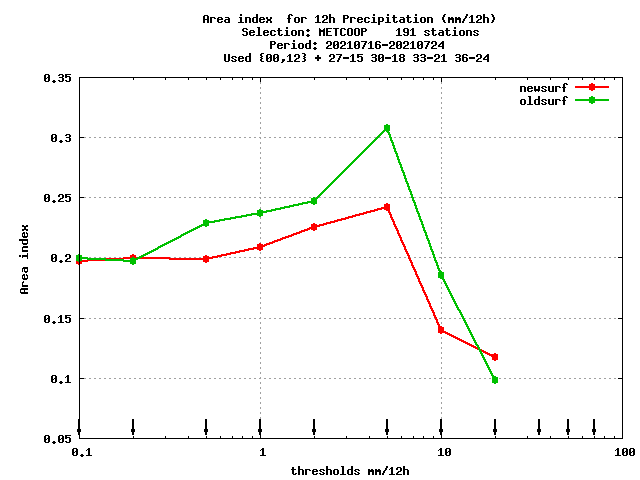 Area index  for 12h Precipitation (mm/12h)
Selection: METCOOP    191 stations
Period: 20210716-20210724
Used {00,12} + 27-15 30-18 33-21 36-24
newsurf
oldsurf
0.35
0.3
0.25
0.2
0.15
0.1
0.05
Area index
0.1 1 10 100
thresholds mm/12h